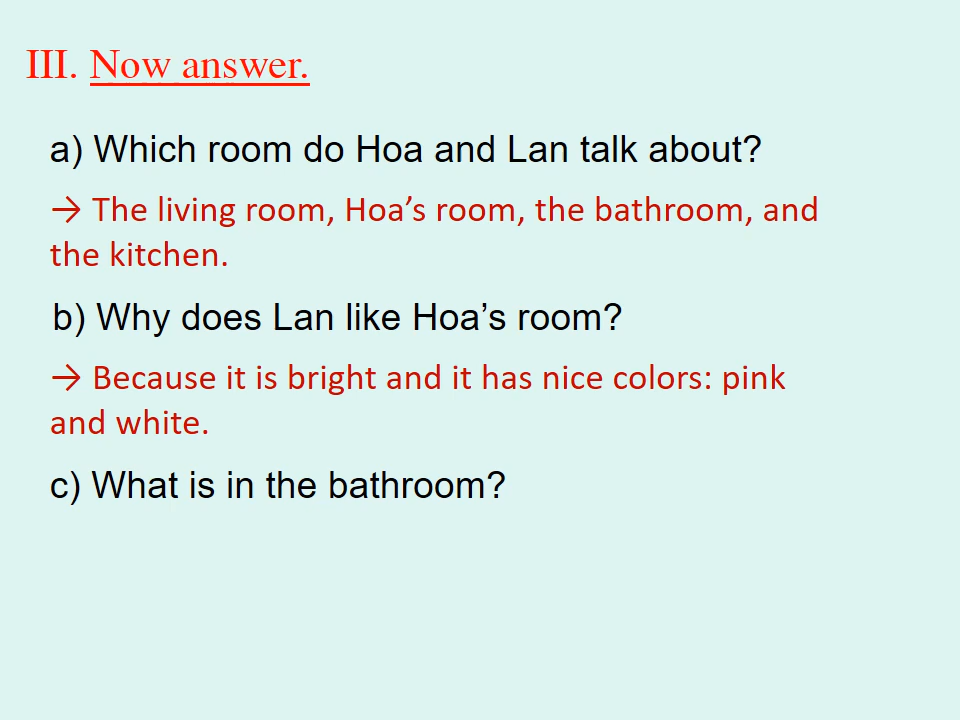 III. Now answer.
a) Which room do Hoa and Lan talk about?
→ The living room, Hoa’s room, the bathroom, and
the kitchen.
b) Why does Lan like Hoa’s room?
→ Because it is bright and it has nice colors: pink
and white.
c) What is in the bathroom?